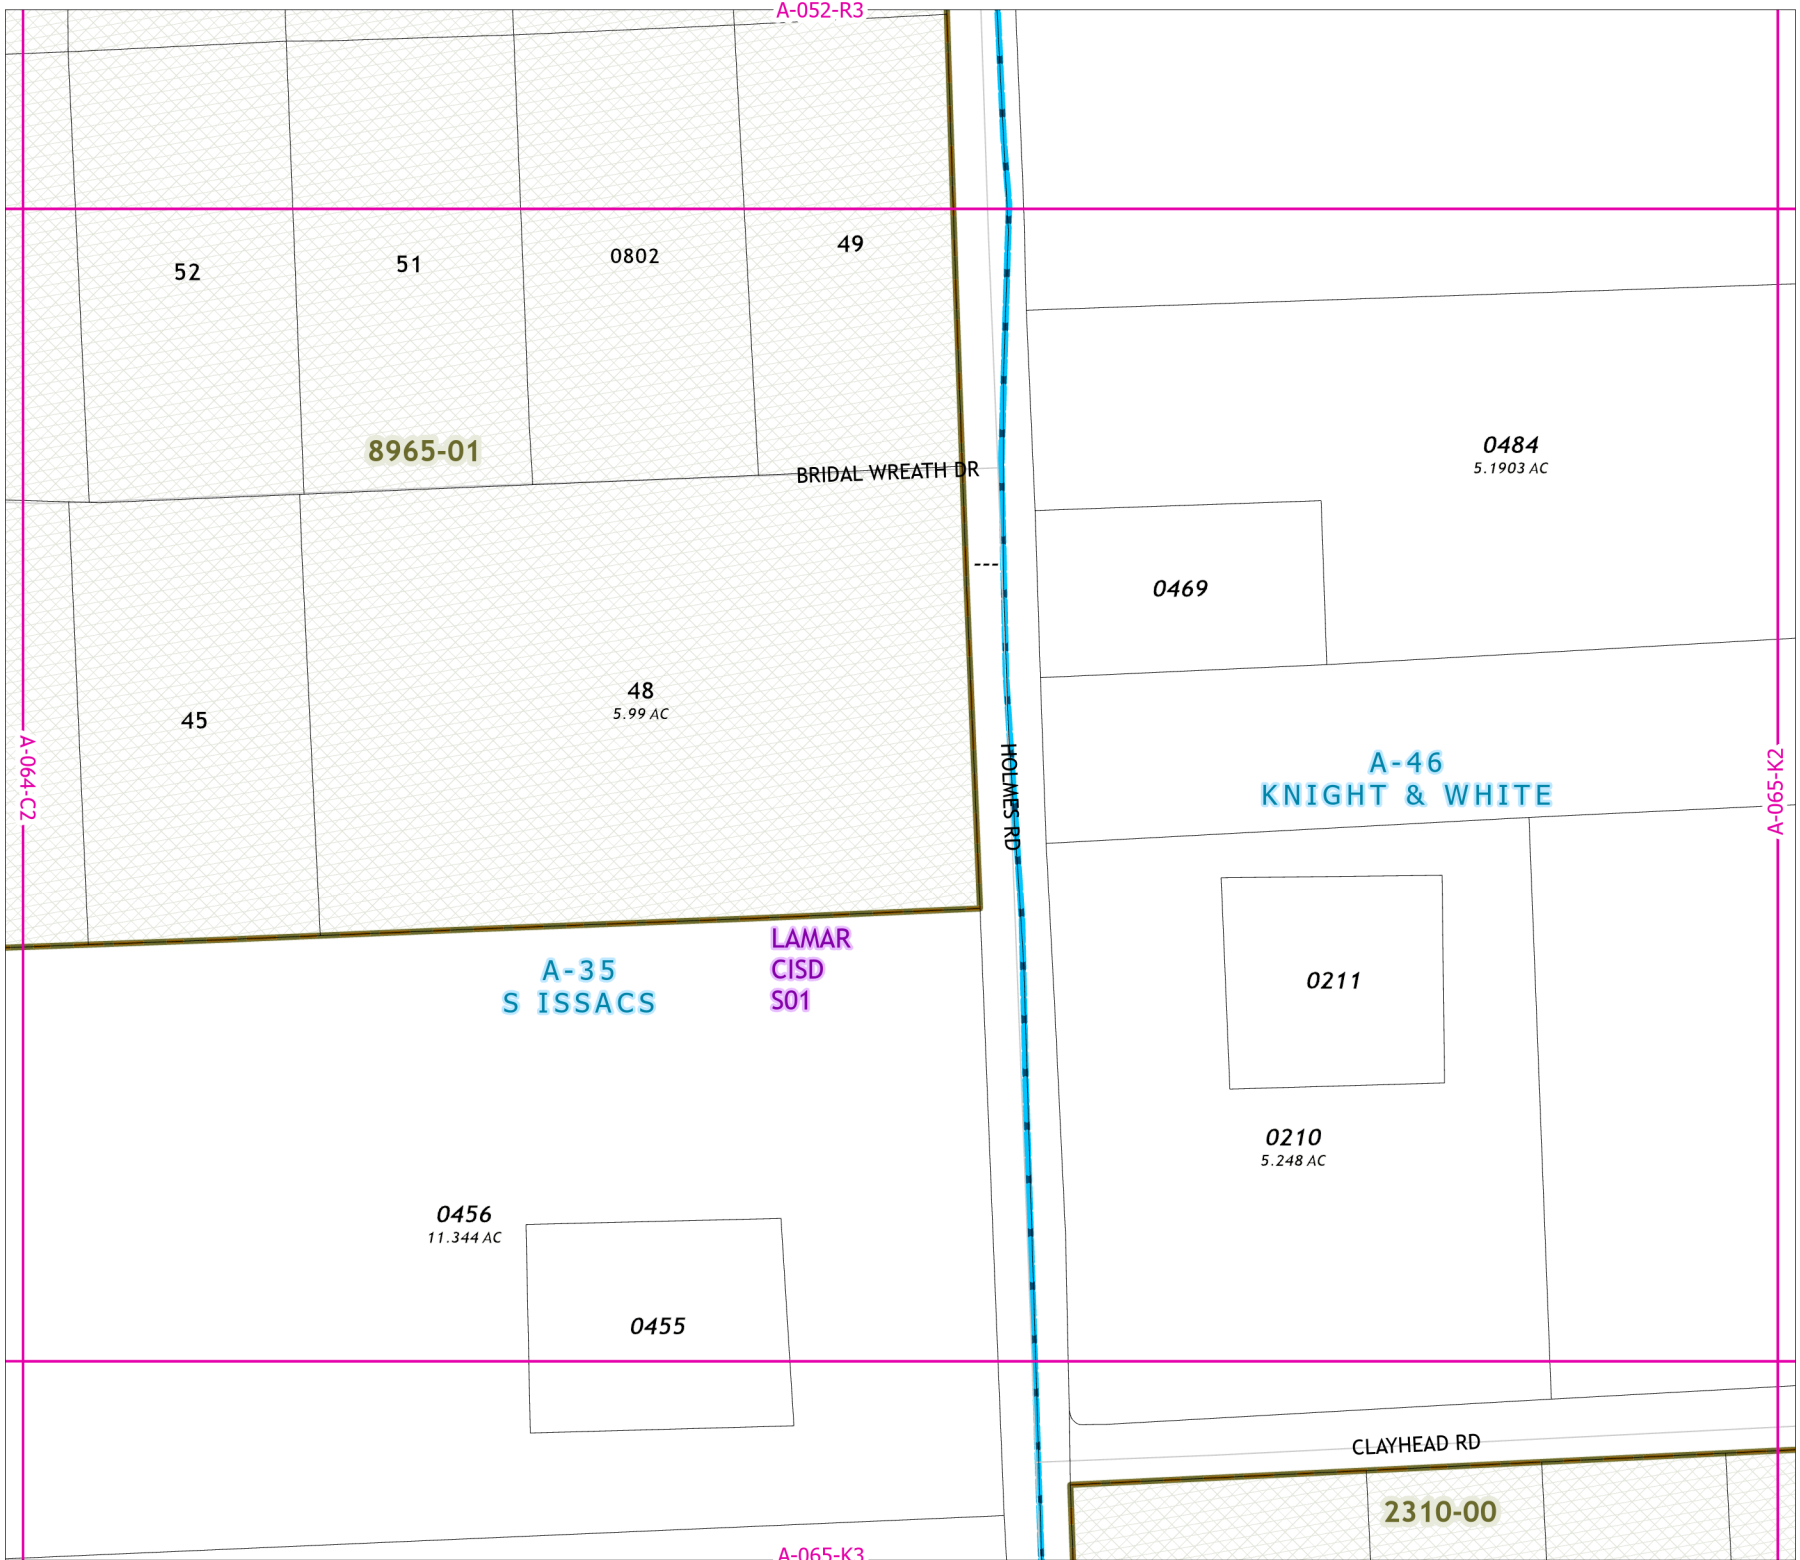 A-052-R3
52
51
0802
49
8965-01
BRIDAL WREATH DR
0484
5.1903 AC
0469
45
48
5.99 AC
A-064-C2
HOLMES RD
A-46
KNIGHT & WHITE
A-065-K2
LAMAR
CISD
S01
A-35
S ISSACS
0211
0210
5.248 AC
0456
11.344 AC
0455
CLAYHEAD RD
2310-00
A-065-K3